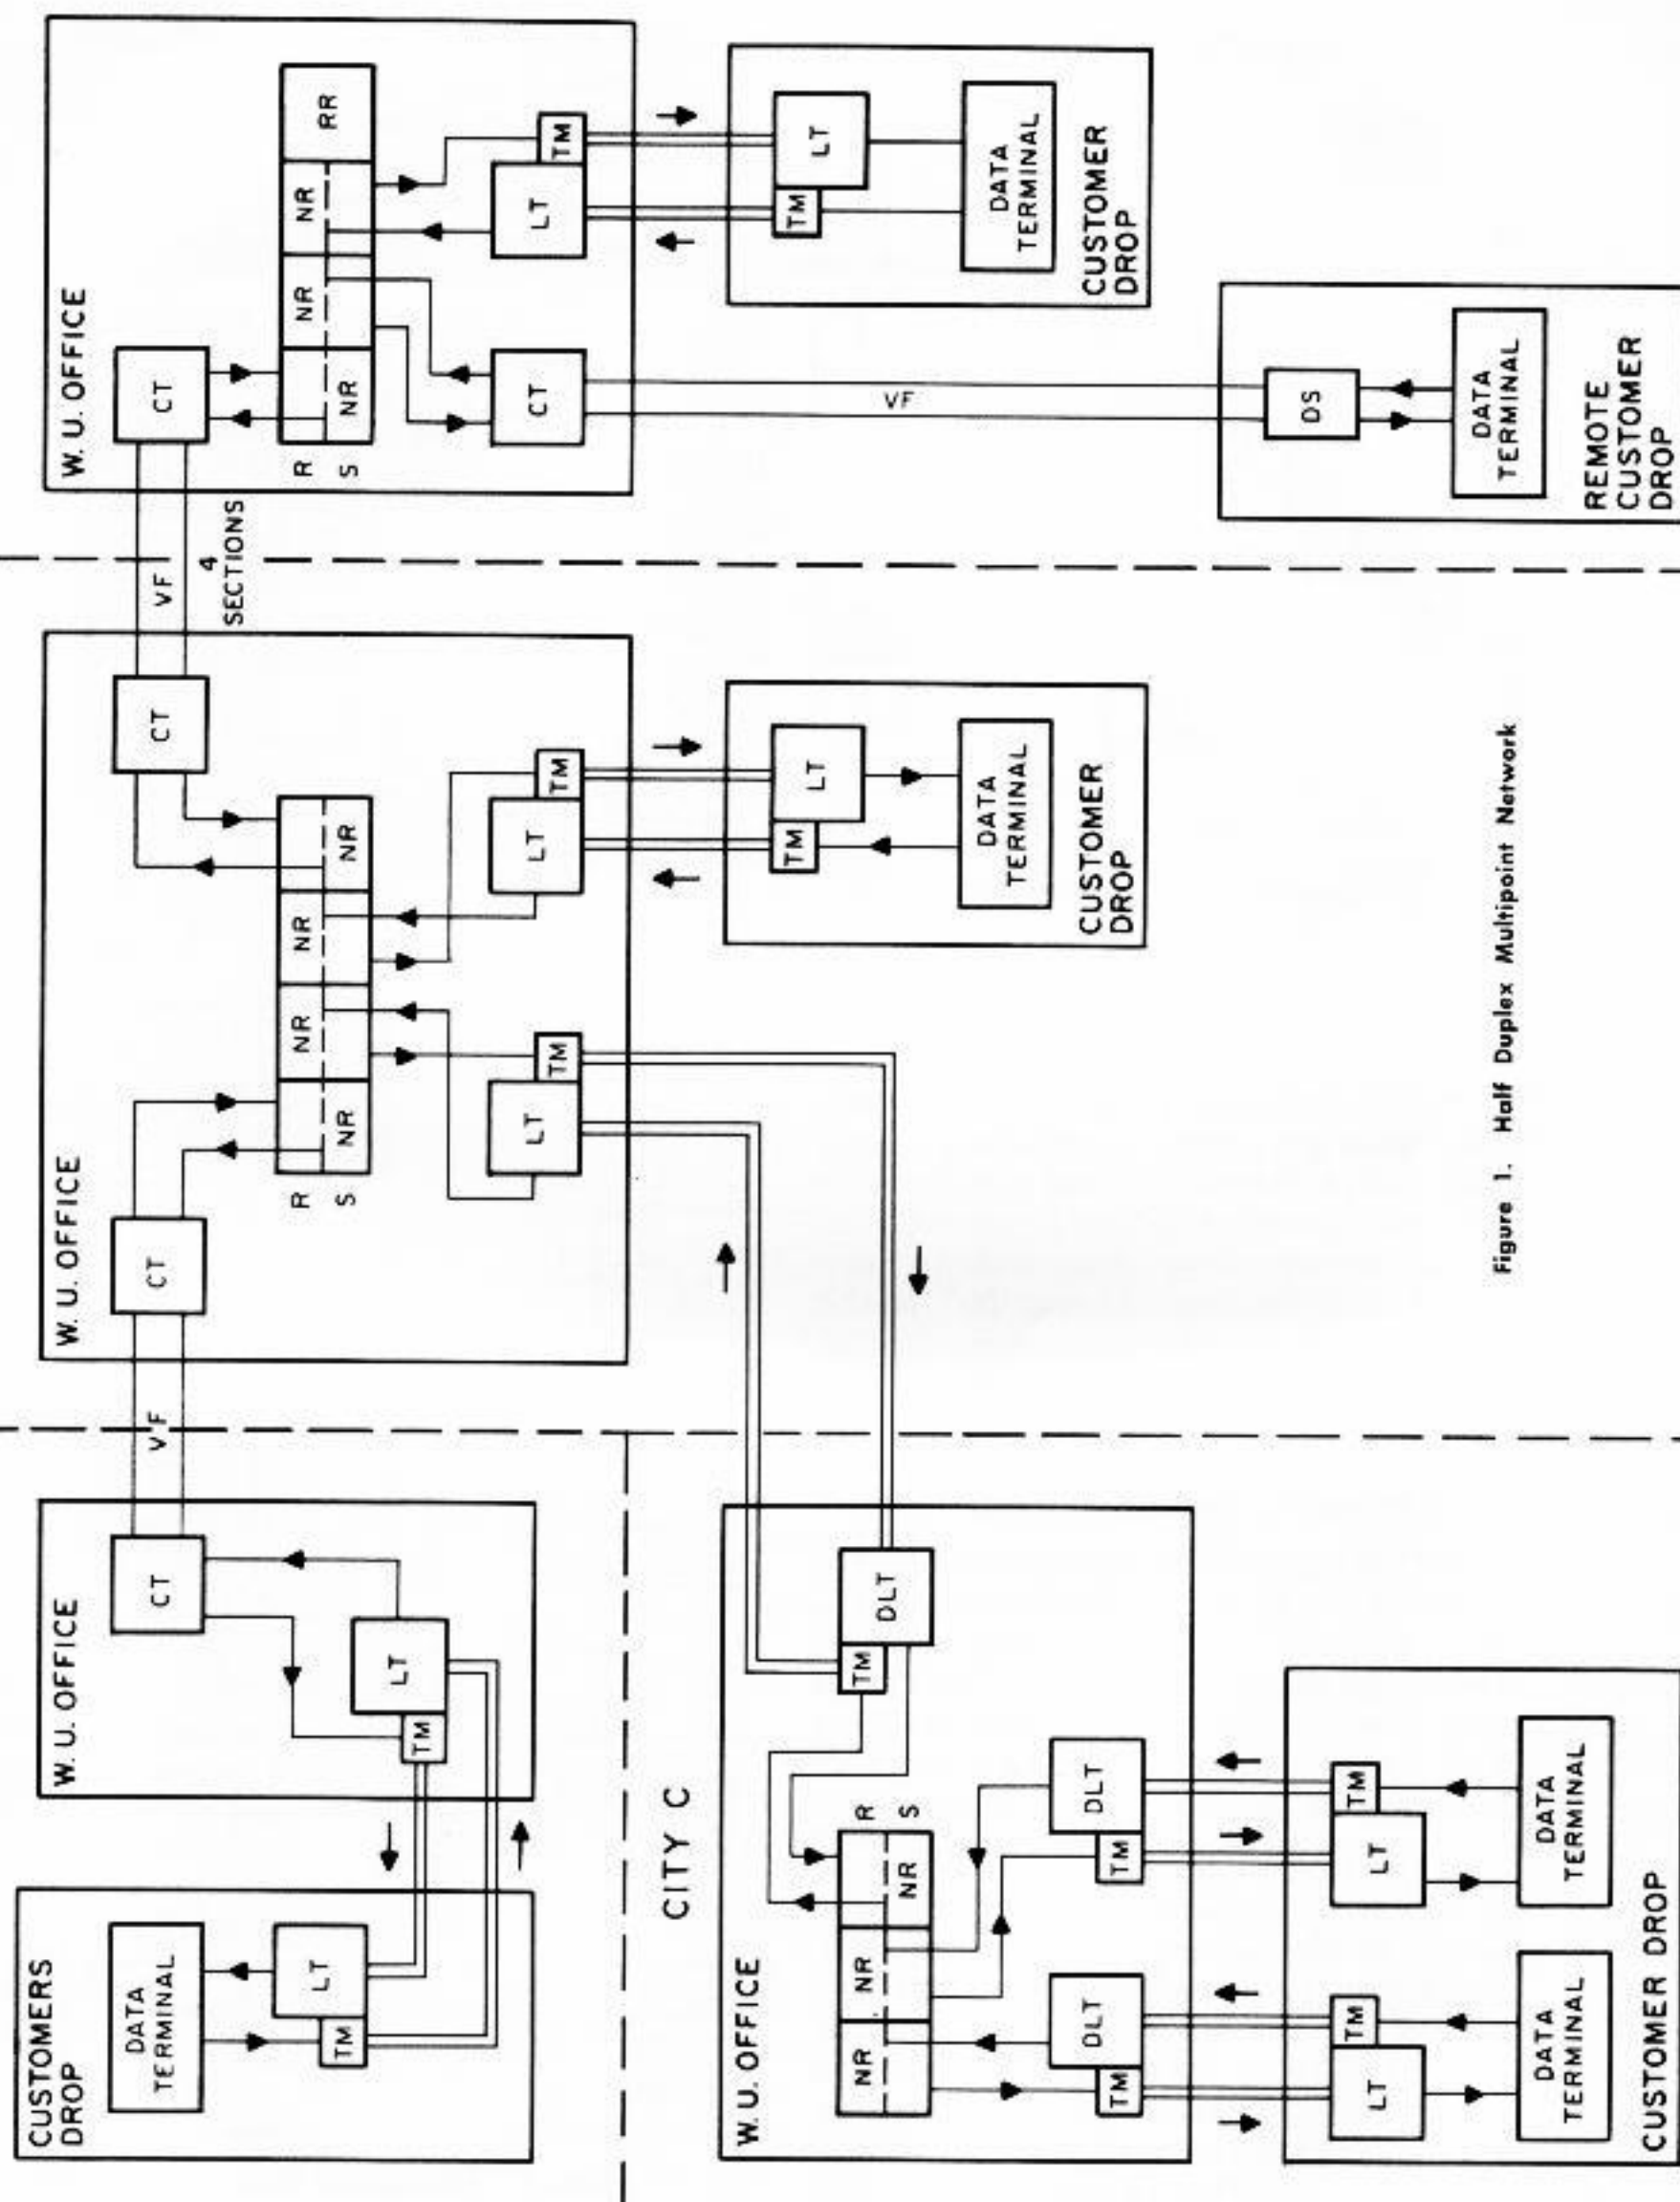 CUSTOMERS
DROP
DATA
TERMINAL
LT
TM
W. U. OFFICE
CT
LT
TM
VF
W. U. OFFICE
CT
CT
R
S
NR
NR
NR
NR
LT
TM
LT
TM
VF
4
SECTIONS
W. U. OFFICE
CT
R
S
NR
NR
NR
RR
CT
LT
TM
CITY C
W. U. OFFICE
TM
DLT
R
S
NR
NR
NR
TM
DLT
TM
DLT
LT
TM
LT
TM
DATA
TERMINAL
DATA
TERMINAL
CUSTOMER DROP
TM
LT
DATA
TERMINAL
CUSTOMER
DROP
TM
LT
DATA
TERMINAL
CUSTOMER
DROP
VF
DS
DATA
TERMINAL
REMOTE
CUSTOMER
DROP
Figure 1. Half Duplex Multipoint Network